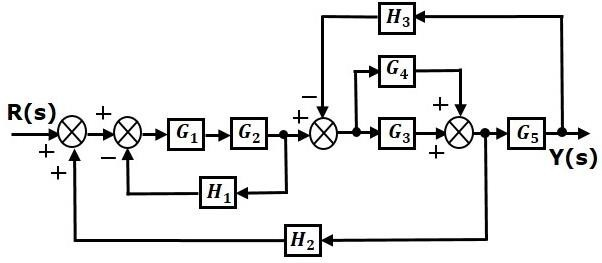 H3
−
G4
R(s)
+
+
+
+
G1
G2
G3
G5
+
−
+
+
Y(s)
H1
H2